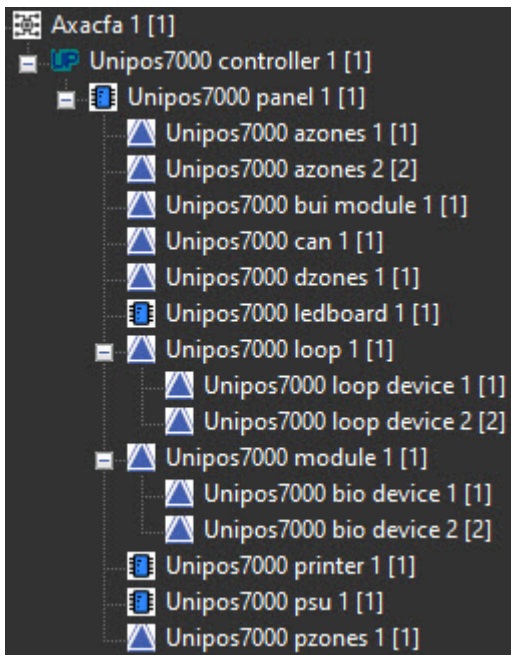 Axacfa 1 [1]
UP Unipos7000 controller 1 [1]
Unipos7000 panel 1 [1]
Unipos7000 azones 1 [1]
Unipos7000 azones 2 [2]
Unipos7000 bui module 1 [1]
Unipos7000 can 1 [1]
Unipos7000 dzones 1 [1]
Unipos7000 ledboard 1 [1]
Unipos7000 loop 1 [1]
Unipos7000 loop device 1 [1]
Unipos7000 loop device 2 [2]
Unipos7000 module 1 [1]
Unipos7000 bio device 1 [1]
Unipos7000 bio device 2 [2]
Unipos7000 printer 1 [1]
Unipos7000 psu 1 [1]
Unipos7000 pzones 1 [1]